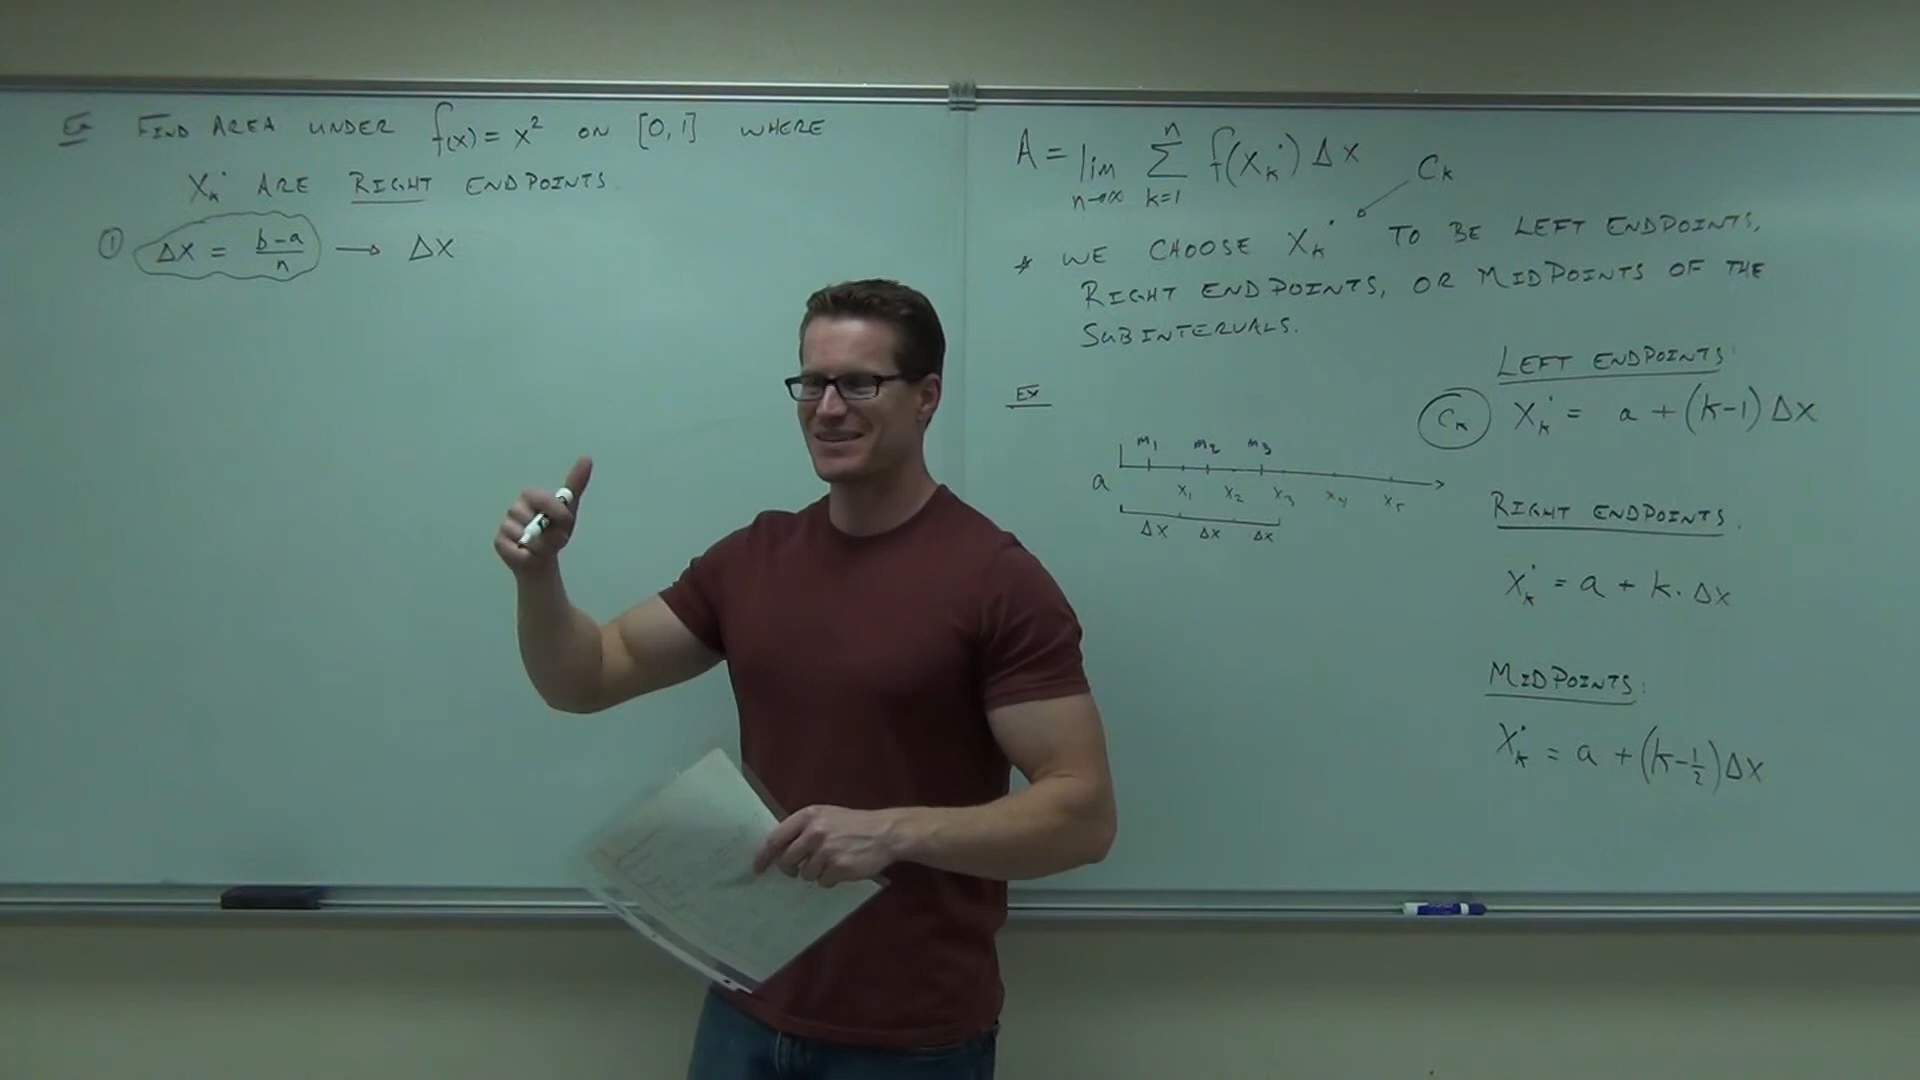 Ex FIND AREA UNDER f(x) = x² ON [0,1] WHERE
Xₖ* ARE RIGHT ENDPOINTS.
① Δx = b-a/n → Δx
A = lim n→∞ Σ k=1 n f(Xₖ*) Δx
Cₖ
* WE CHOOSE Xₖ* TO BE LEFT ENDPOINTS,
RIGHT ENDPOINTS, OR MIDPOINTS OF THE
SUBINTERVALS.
EX
m₁ m₂ m₃
a x₁ x₂ x₃ x₄ x₅
Δx Δx Δx
LEFT ENDPOINTS:
Cₖ Xₖ* = a + (k-1) Δx
RIGHT ENDPOINTS.
Xₖ* = a + k · Δx
MIDPOINTS:
Xₖ* = a + (k-1/2) Δx